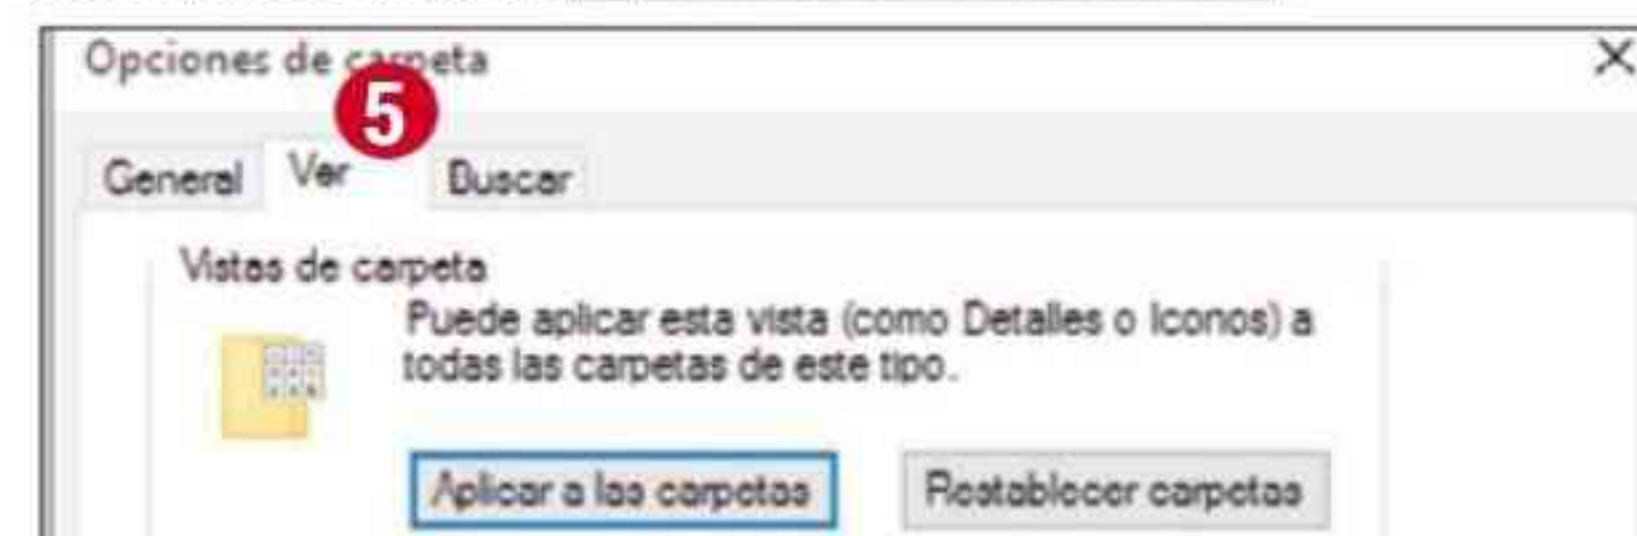 Opciones de carpeta
5
General Ver Buscar
Vistas de carpeta
Puede aplicar esta vista (como Detalles o Iconos) a
todas las carpetas de este tipo.
Aplicar a las carpetas Restablecer carpetas